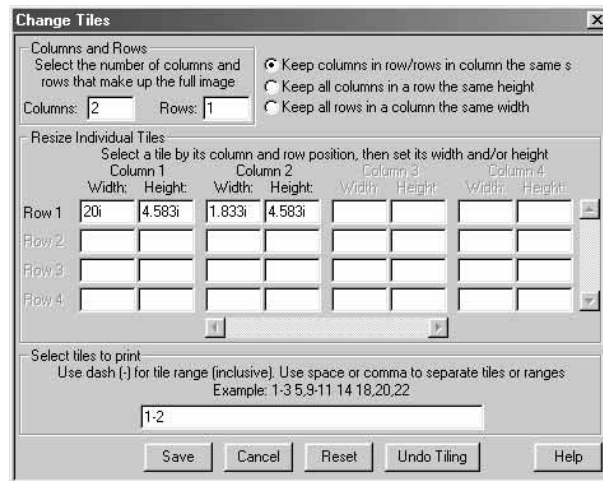 Change Tiles
Columns and Rows
Select the number of columns and
rows that make up the full image
Columns: 2 Rows: 1
Keep columns in row/rows in column the same s
Keep all columns in a row the same height
Keep all rows in a column the same width
Resize Individual Tiles
Select a tile by its column and row position, then set its width and/or height
Column 1 Column 2 Column 3 Column 4
Width: Height: Width: Height: Width: Height: Width: Height:
Row 1 20i 4.583i 1.833i 4.583i
Row 2
Row 3
Row 4
Select tiles to print
Use dash (-) for tile range (inclusive). Use space or comma to separate tiles or ranges
Example: 1-3 5,9-11 14 18,20,22
1-2
Save Cancel Reset Undo Tiling Help